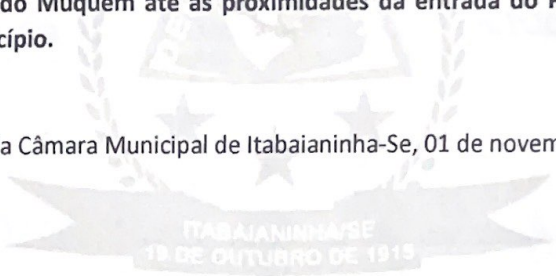 do Muquém até as proximidades da entrada do
cípio.
a Câmara Municipal de Itabaianinha-Se, 01 de novem
ITABAIANINHA/SE
19 DE OUTUBRO DE 1915